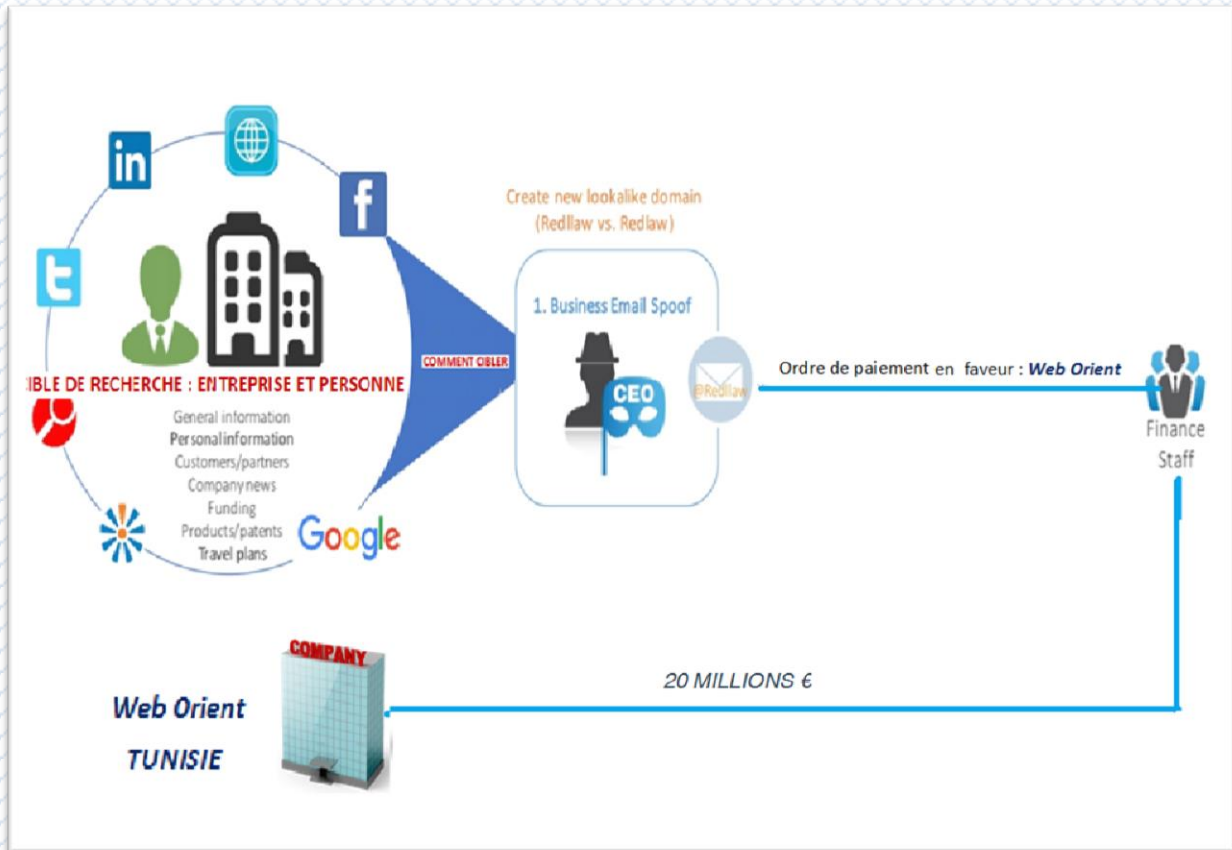 in
f
t
IBLE DE RECHERCHE : ENTREPRISE ET PERSONNE
General information
Personal information
Customers/partners
Company news
Funding
Products/patents
Travel plans
Google
COMMENT CIBLER
Create new lookalike domain
(Redllaw vs. Redlaw)
1. Business Email Spoof
CEO
@Redllaw
Ordre de paiement en faveur : Web Orient
Finance
Staff
COMPANY
Web Orient
TUNISIE
20 MILLIONS €